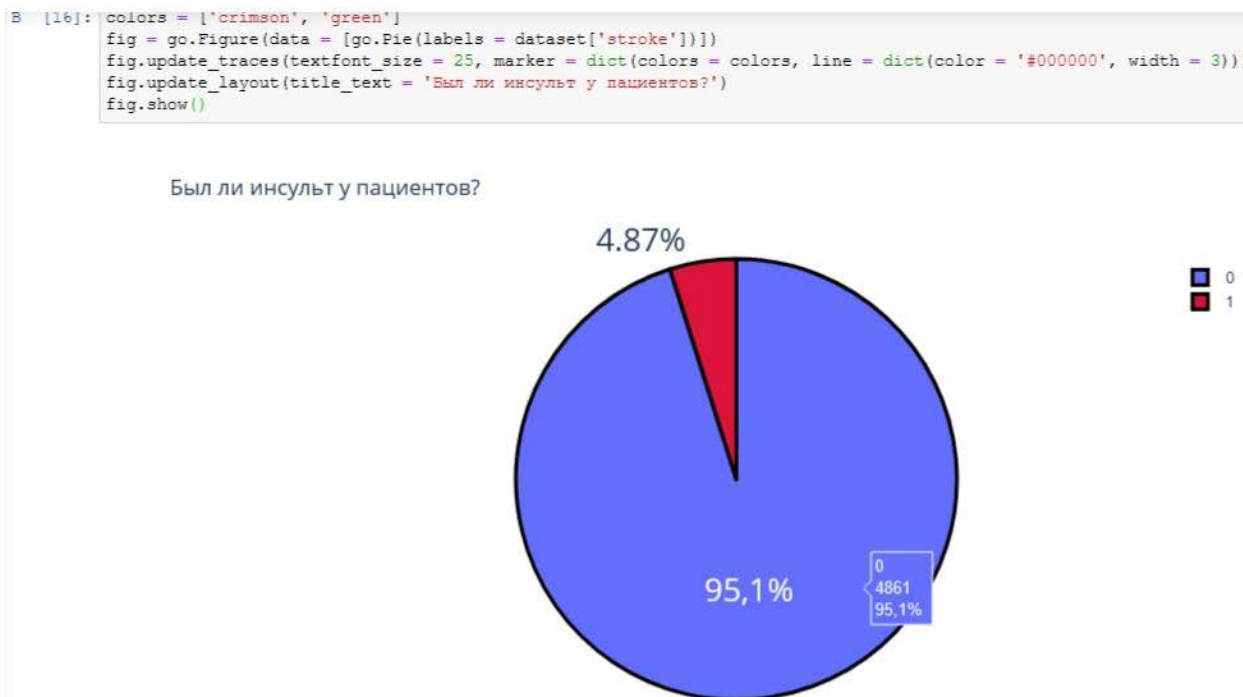 В [16]: colors = ['crimson', 'green']
fig = go.Figure(data = [go.Pie(labels = dataset['stroke'])])
fig.update_traces(textfont_size = 25, marker = dict(colors = colors, line = dict(color = '#000000', width = 3)))
fig.update_layout(title_text = 'Был ли инсульт у пациентов?')
fig.show()
Был ли инсульт у пациентов?
4.87%
0
1
95,1%
0
4861
95,1%